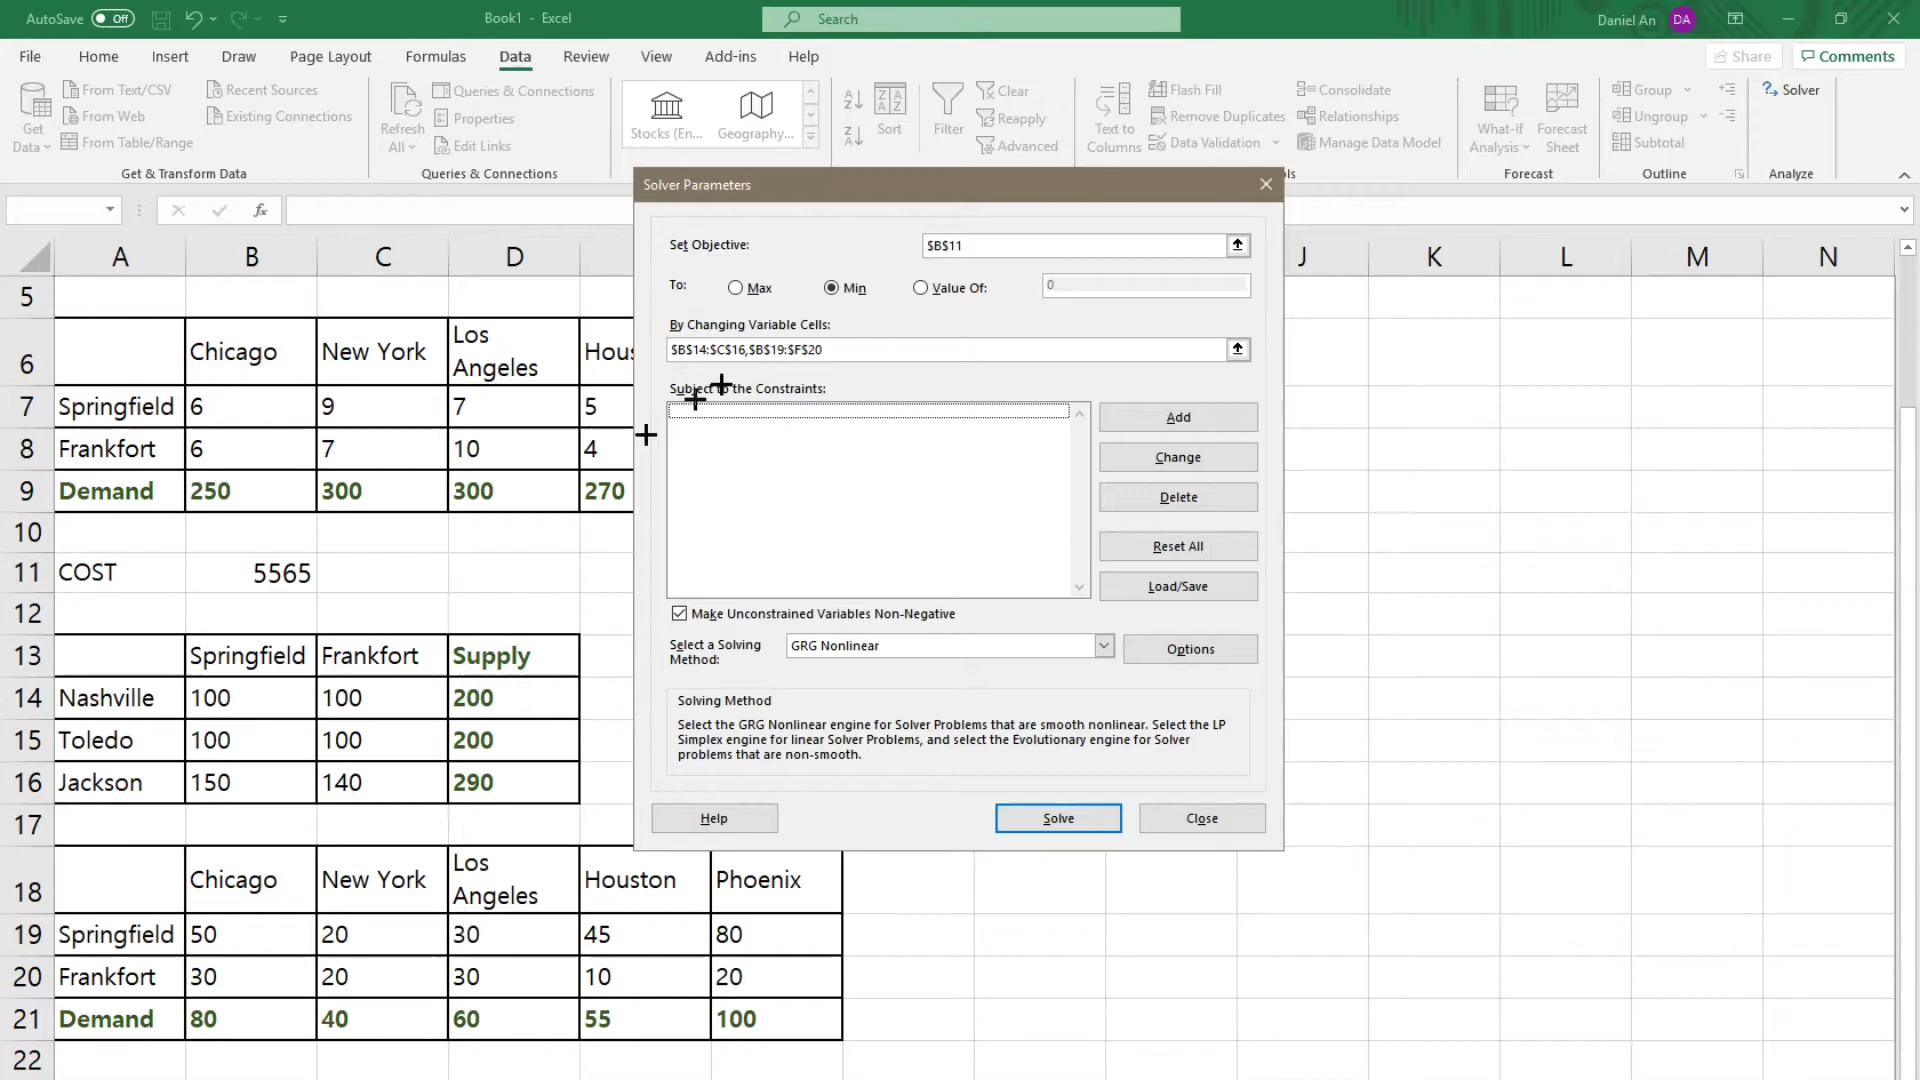 AutoSave Off Book1 - Excel Search Daniel An DA
File Home Insert Draw Page Layout Formulas Data Review View Add-ins Help Share Comments
Get Data
From Text/CSV
From Web
From Table/Range
Recent Sources
Existing Connections
Get & Transform Data
Refresh All
Queries & Connections
Properties
Edit Links
Queries & Connections
Stocks (En...
Geography...
Sort
Filter
Clear
Reapply
Advanced
Text to Columns
Flash Fill
Remove Duplicates
Data Validation
Consolidate
Relationships
Manage Data Model
What-If Analysis
Forecast Sheet
Forecast
Group
Ungroup
Subtotal
Outline
Solver
Analyze
A B C D J K L M N
5
6 Chicago New York Los Angeles Hou
7 Springfield 6 9 7 5
8 Frankfort 6 7 10 4
9 Demand 250 300 300 270
10
11 COST 5565
12
13 Springfield Frankfort Supply
14 Nashville 100 100 200
15 Toledo 100 100 200
16 Jackson 150 140 290
17
18 Chicago New York Los Angeles Houston Phoenix
19 Springfield 50 20 30 45 80
20 Frankfort 30 20 30 10 20
21 Demand 80 40 60 55 100
22
Solver Parameters
Set Objective: $B$11
To: Max Min Value Of: 0
By Changing Variable Cells:
$B$14:$C$16,$B$19:$F$20
Subject to the Constraints:
Add
Change
Delete
Reset All
Load/Save
Make Unconstrained Variables Non-Negative
Select a Solving Method: GRG Nonlinear Options
Solving Method
Select the GRG Nonlinear engine for Solver Problems that are smooth nonlinear. Select the LP
Simplex engine for linear Solver Problems, and select the Evolutionary engine for Solver
problems that are non-smooth.
Help Solve Close